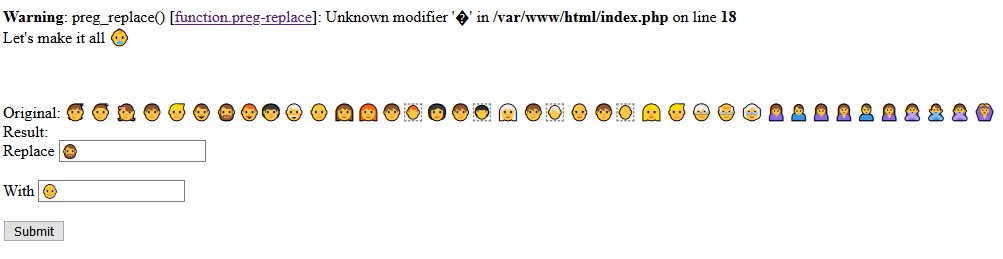 Warning: preg_replace() [function.preg-replace]: Unknown modifier '�' in /var/www/html/index.php on line 18
Let's make it all
Original:
Result:
Replace
With
Submit